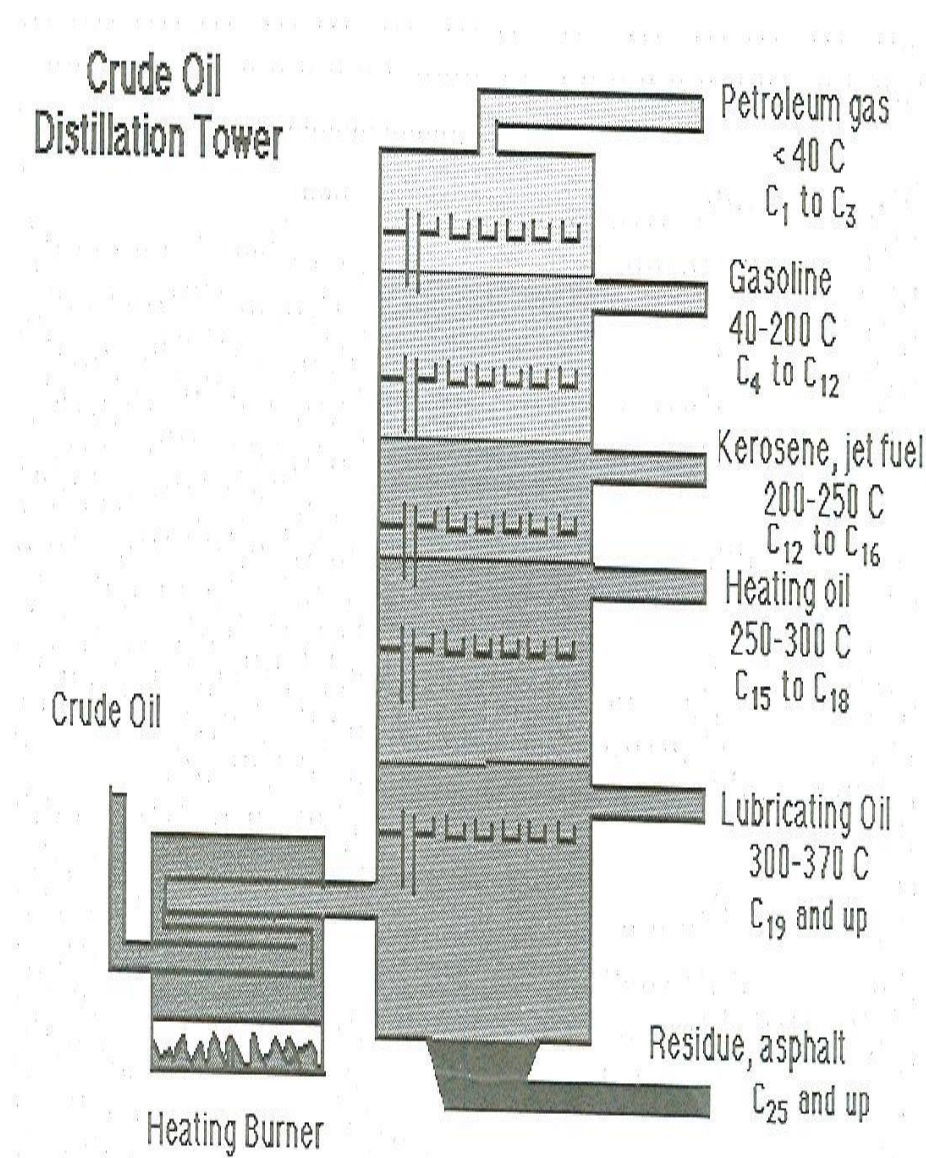 Crude Oil
Distillation Tower
Petroleum gas
< 40 C
C₁ to C₃
Gasoline
40-200 C
C₄ to C₁₂
Kerosene, jet fuel
200-250 C
C₁₂ to C₁₆
Heating oil
250-300 C
C₁₅ to C₁₈
Crude Oil
Lubricating Oil
300-370 C
C₁₉ and up
Residue, asphalt
C₂₅ and up
Heating Burner